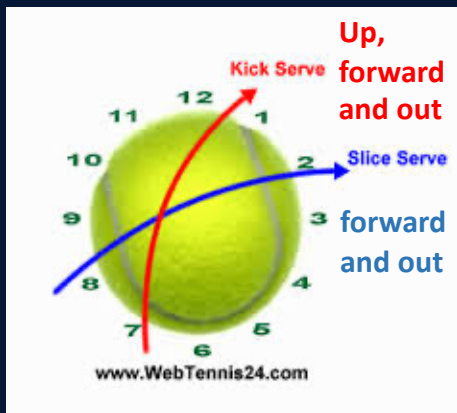 Up,
forward
and out
Kick Serve
12
11
1
10
2
Slice Serve
9
3
forward
and out
8
4
7
5
6
www.WebTennis24.com